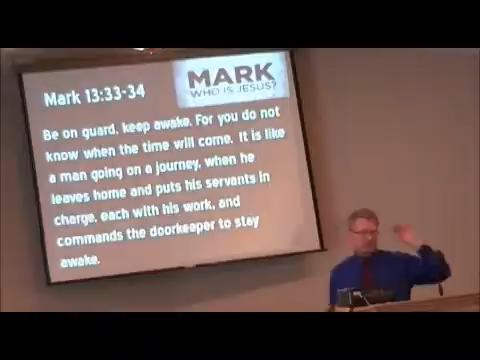 MARK
WHO IS JESUS?
Mark 13:33-34
Be on guard, keep awake. For you do not
know when the time will come. It is like
a man going on a journey, when he
leaves home and puts his servants in
charge, each with his work, and
commands the doorkeeper to stay
awake.